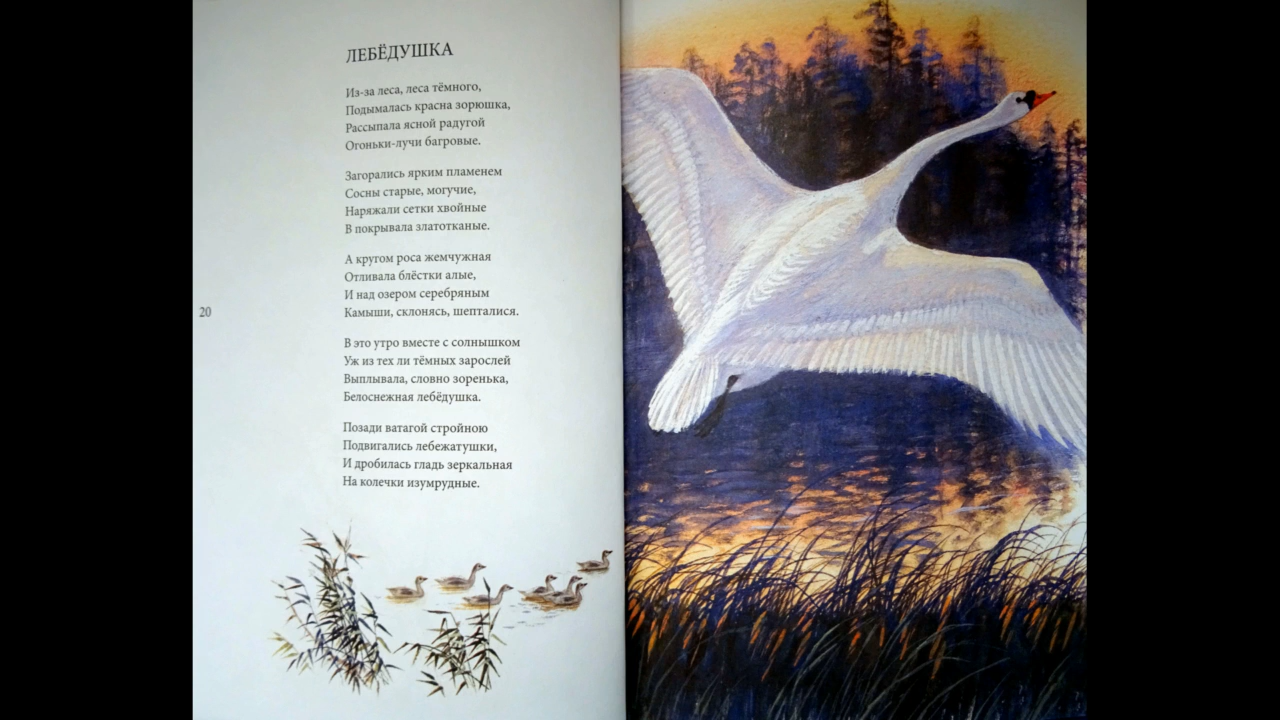 ЛЕБЁДУШКА
Из-за леса, леса тёмного,
Подымалась красна зорюшка,
Рассыпала ясной радугой
Огоньки-лучи багровые.
Загорались ярким пламенем
Сосны старые, могучие,
Наряжали сетки хвойные
В покрывала златотканые.
А кругом роса жемчужная
Отливала блёстки алые,
И над озером серебряным
Камыши, склонясь, шепталися.
20
В это утро вместе с солнышком
Уж из тех ли тёмных зарослей
Выплывала, словно зоренька,
Белоснежная лебёдушка.
Позади ватагой стройною
Подвигались лебежатушки,
И дробилась гладь зеркальная
На колечки изумрудные.